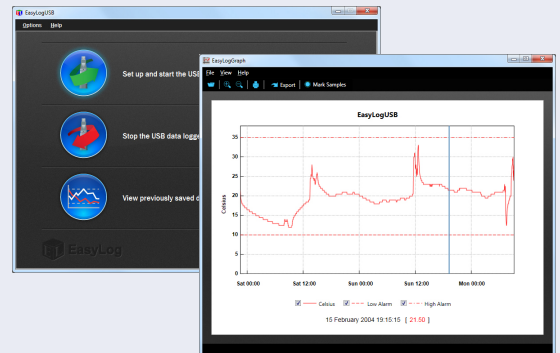 EasyLogUSB
Options Help
Set up and start the USB
Stop the USB data logge
View previously saved
EasyLog
EasyLogGraph
File View Help
Export Mark Samples
EasyLogUSB
Celsius
35
30
25
20
15
10
5
0
Sat 00:00 Sat 12:00 Sun 00:00 Sun 12:00 Mon 00:00
Celsius Low Alarm High Alarm
15 February 2004 19:15:15 [ 21.50 ]